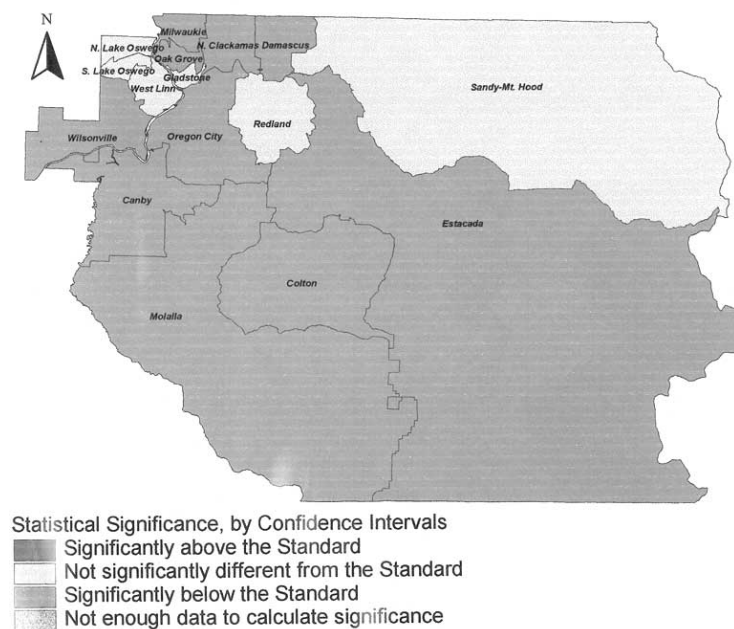 N
Milwaukie
N. Lake Oswego
N. Clackamas Damascus
Oak Grove
S. Lake Oswego
Gladstone
West Linn
Sandy-Mt. Hood
Redland
Wilsonville
Oregon City
Canby
Estacada
Colton
Molalla
Statistical Significance, by Confidence Intervals
Significantly above the Standard
Not significantly different from the Standard
Significantly below the Standard
Not enough data to calculate significance